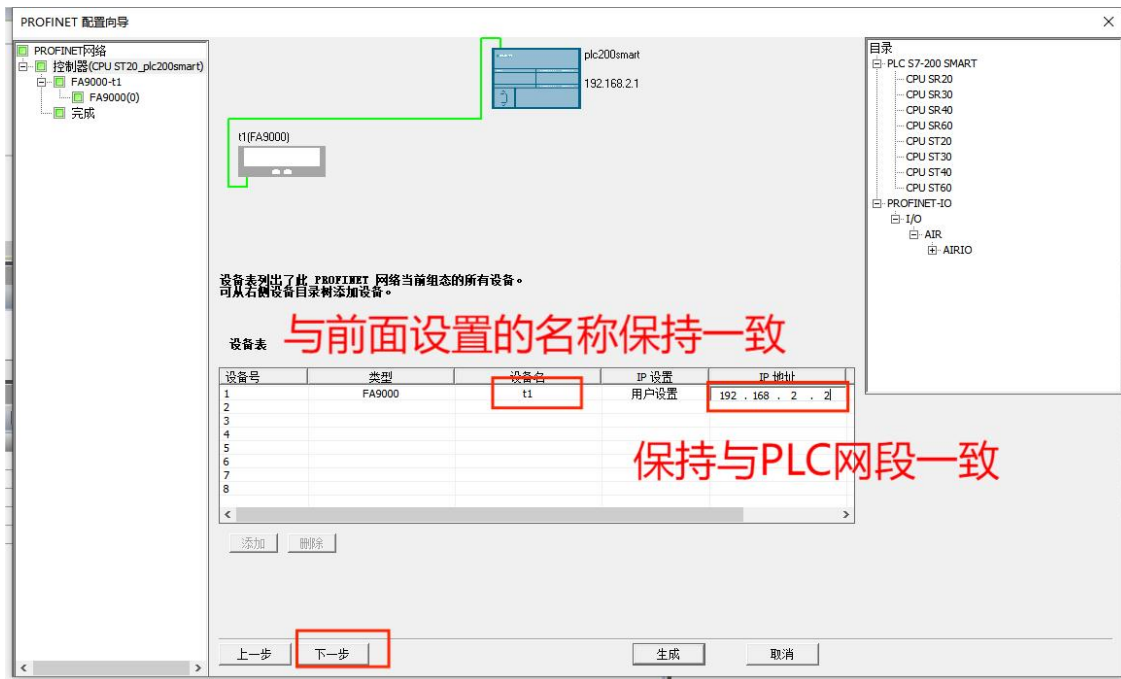 PROFINET 配置向导
PROFINET网络
控制器(CPU ST20_plc200smart)
FA9000-t1
FA9000(0)
完成
plc200smart
192.168.2.1
t1(FA9000)
目录
PLC S7-200 SMART
CPU SR20
CPU SR30
CPU SR40
CPU SR60
CPU ST20
CPU ST30
CPU ST40
CPU ST60
PROFINET-IO
I/O
AIR
AIRIO
设备表列出了此 PROFINET 网络当前组态的所有设备。
可从右侧设备目录树添加设备。
与前面设置的名称保持一致
设备表
设备号 类型 设备名 IP 设置 IP 地址
1 FA9000 t1 用户设置 192 . 168 . 2 . 2
2
3
4
5
6
7
8
保持与PLC网段一致
添加 删除
上一步 下一步 生成 取消